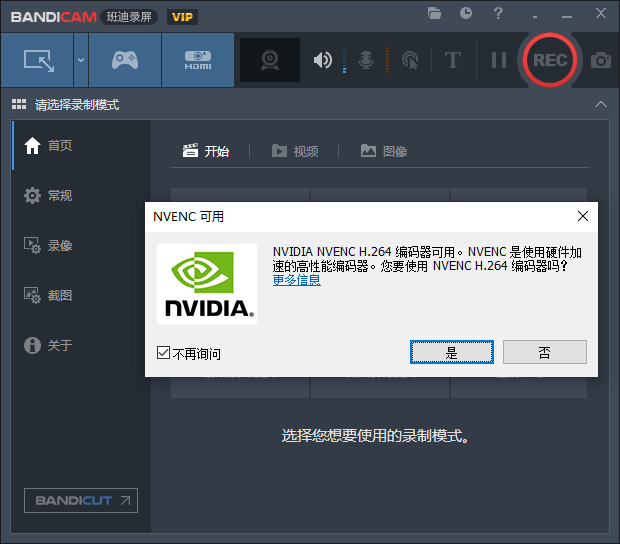 BANDICAM 班迪录屏 VIP
HDMI
T
REC
请选择录制模式
首页
开始
视频
图像
常规
录像
截图
关于
NVENC 可用
NVIDIA NVENC H.264 编码器可用。NVENC 是使用硬件加
速的高性能编码器。您要使用 NVENC H.264 编码器吗?
更多信息
NVIDIA.
不再询问
是
否
选择您想要使用的录制模式。
BANDICUT